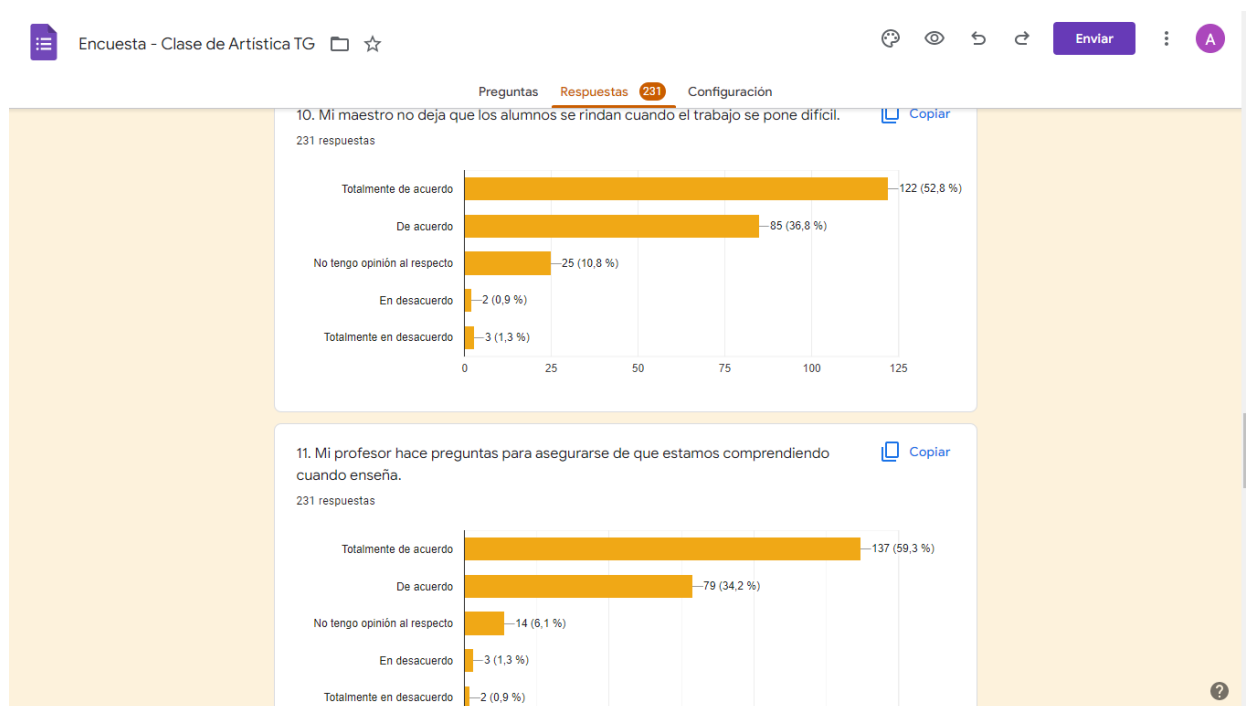 Encuesta - Clase de Artística TG
Enviar
A
Preguntas Respuestas 231 Configuración
10. Mi maestro no deja que los alumnos se rindan cuando el trabajo se pone difícil.
Copiar
231 respuestas
Totalmente de acuerdo 122 (52,8 %)
De acuerdo 85 (36,8 %)
No tengo opinión al respecto 25 (10,8 %)
En desacuerdo 2 (0,9 %)
Totalmente en desacuerdo 3 (1,3 %)
0 25 50 75 100 125
11. Mi profesor hace preguntas para asegurarse de que estamos comprendiendo
cuando enseña.
Copiar
231 respuestas
Totalmente de acuerdo 137 (59,3 %)
De acuerdo 79 (34,2 %)
No tengo opinión al respecto 14 (6,1 %)
En desacuerdo 3 (1,3 %)
Totalmente en desacuerdo 2 (0,9 %)